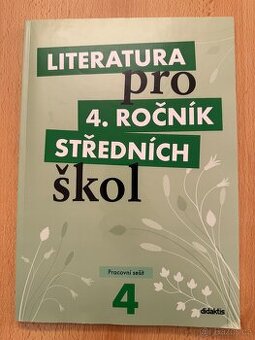 LITERATURA
pro
4. ROČNÍK
STŘEDNÍCH
škol
Pracovní sešit
4
didaktis